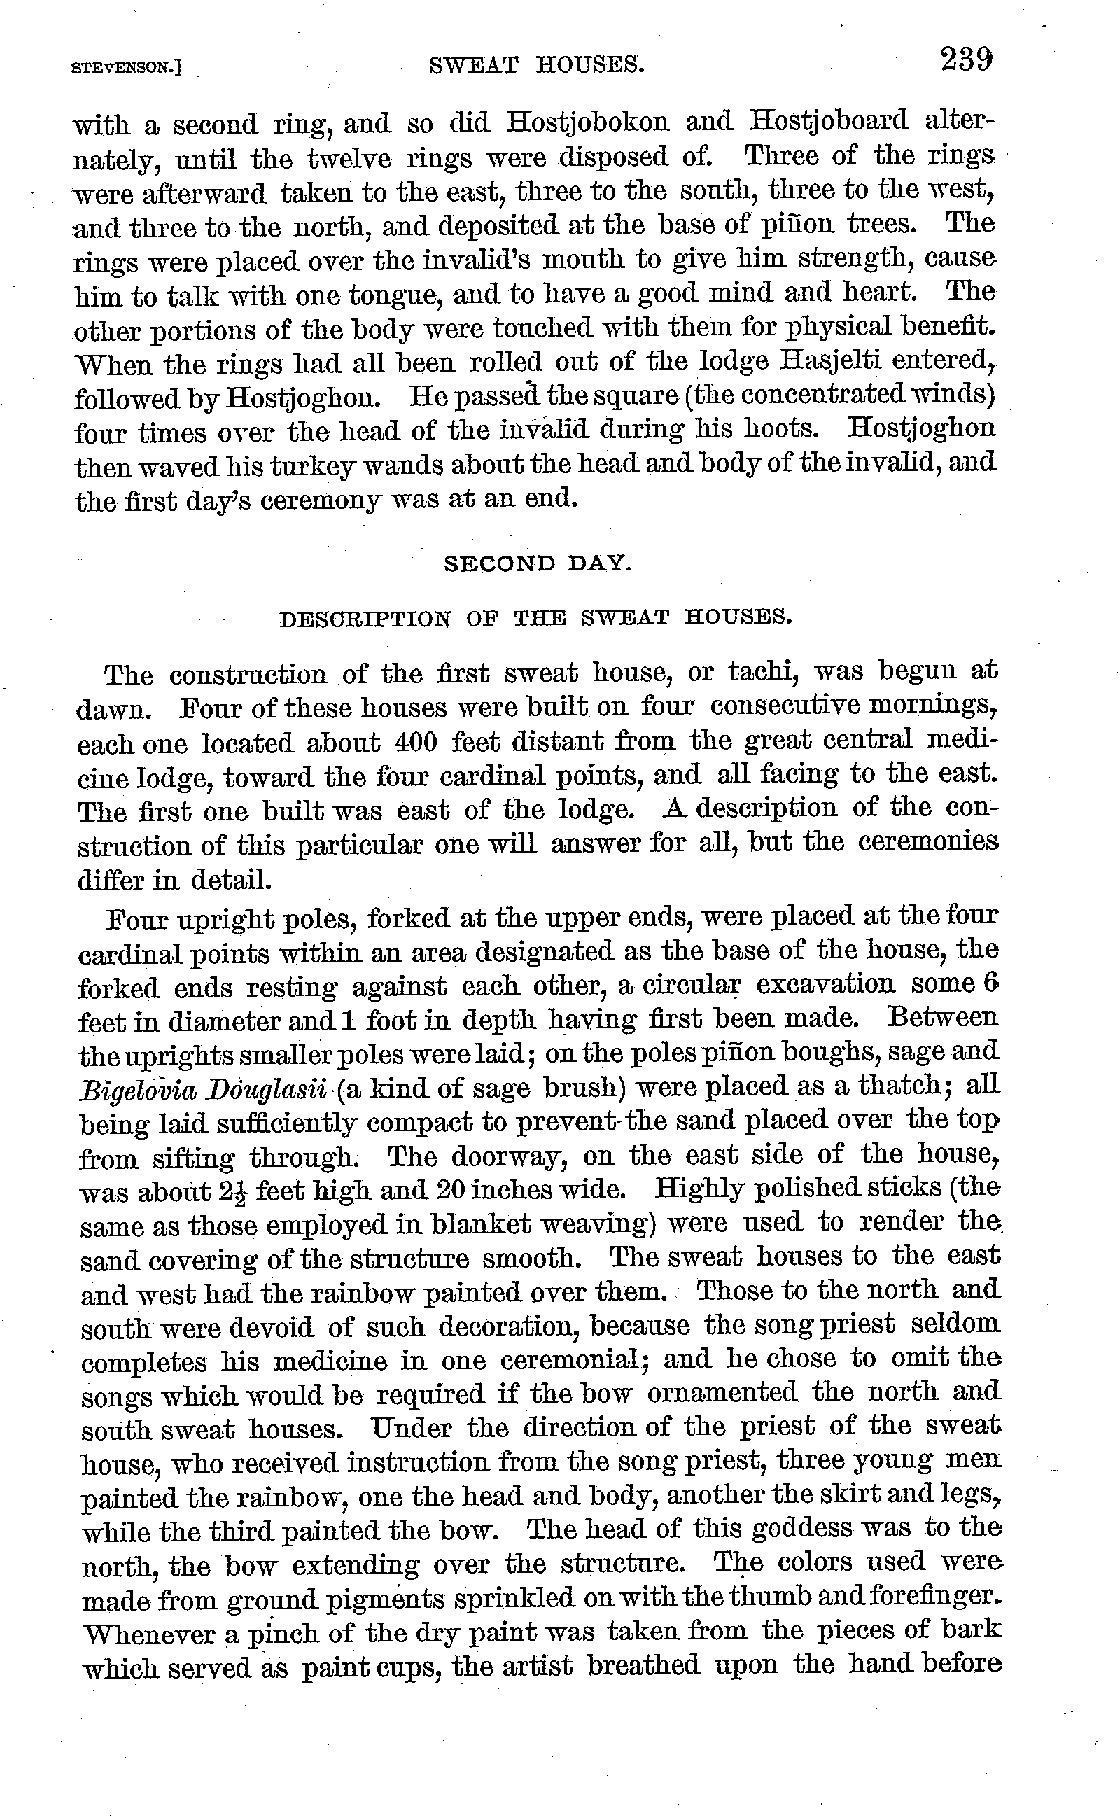 STEVENSON.] SWEAT HOUSES. 239
with a second ring, and so did Hostjobokon and Hostjoboard alter-
nately, until the twelve rings were disposed of. Three of the rings
were afterward taken to the east, three to the south, three to the west,
and three to the north, and deposited at the base of piñon trees. The
rings were placed over the invalid's mouth to give him strength, cause
him to talk with one tongue, and to have a good mind and heart. The
other portions of the body were touched with them for physical benefit.
When the rings had all been rolled out of the lodge Hasjelti entered,
followed by Hostjoghon. He passed the square (the concentrated winds)
four times over the head of the invalid during his hoots. Hostjoghon
then waved his turkey wands about the head and body of the invalid, and
the first day's ceremony was at an end.
SECOND DAY.
DESCRIPTION OF THE SWEAT HOUSES.
The construction of the first sweat house, or tachi, was begun at
dawn. Four of these houses were built on four consecutive mornings,
each one located about 400 feet distant from the great central medi-
cine lodge, toward the four cardinal points, and all facing to the east.
The first one built was east of the lodge. A description of the con-
struction of this particular one will answer for all, but the ceremonies
differ in detail.
Four upright poles, forked at the upper ends, were placed at the four
cardinal points within an area designated as the base of the house, the
forked ends resting against each other, a circular excavation some 6
feet in diameter and 1 foot in depth having first been made. Between
the uprights smaller poles were laid; on the poles piñon boughs, sage and
Bigelovia Douglasii (a kind of sage brush) were placed as a thatch; all
being laid sufficiently compact to prevent the sand placed over the top
from sifting through. The doorway, on the east side of the house,
was about 2½ feet high and 20 inches wide. Highly polished sticks (the
same as those employed in blanket weaving) were used to render the
sand covering of the structure smooth. The sweat houses to the east
and west had the rainbow painted over them. Those to the north and
south were devoid of such decoration, because the song priest seldom
completes his medicine in one ceremonial; and he chose to omit the
songs which would be required if the bow ornamented the north and
south sweat houses. Under the direction of the priest of the sweat
house, who received instruction from the song priest, three young men
painted the rainbow, one the head and body, another the skirt and legs,
while the third painted the bow. The head of this goddess was to the
north, the bow extending over the structure. The colors used were
made from ground pigments sprinkled on with the thumb and forefinger.
Whenever a pinch of the dry paint was taken from the pieces of bark
which served as paint cups, the artist breathed upon the hand before